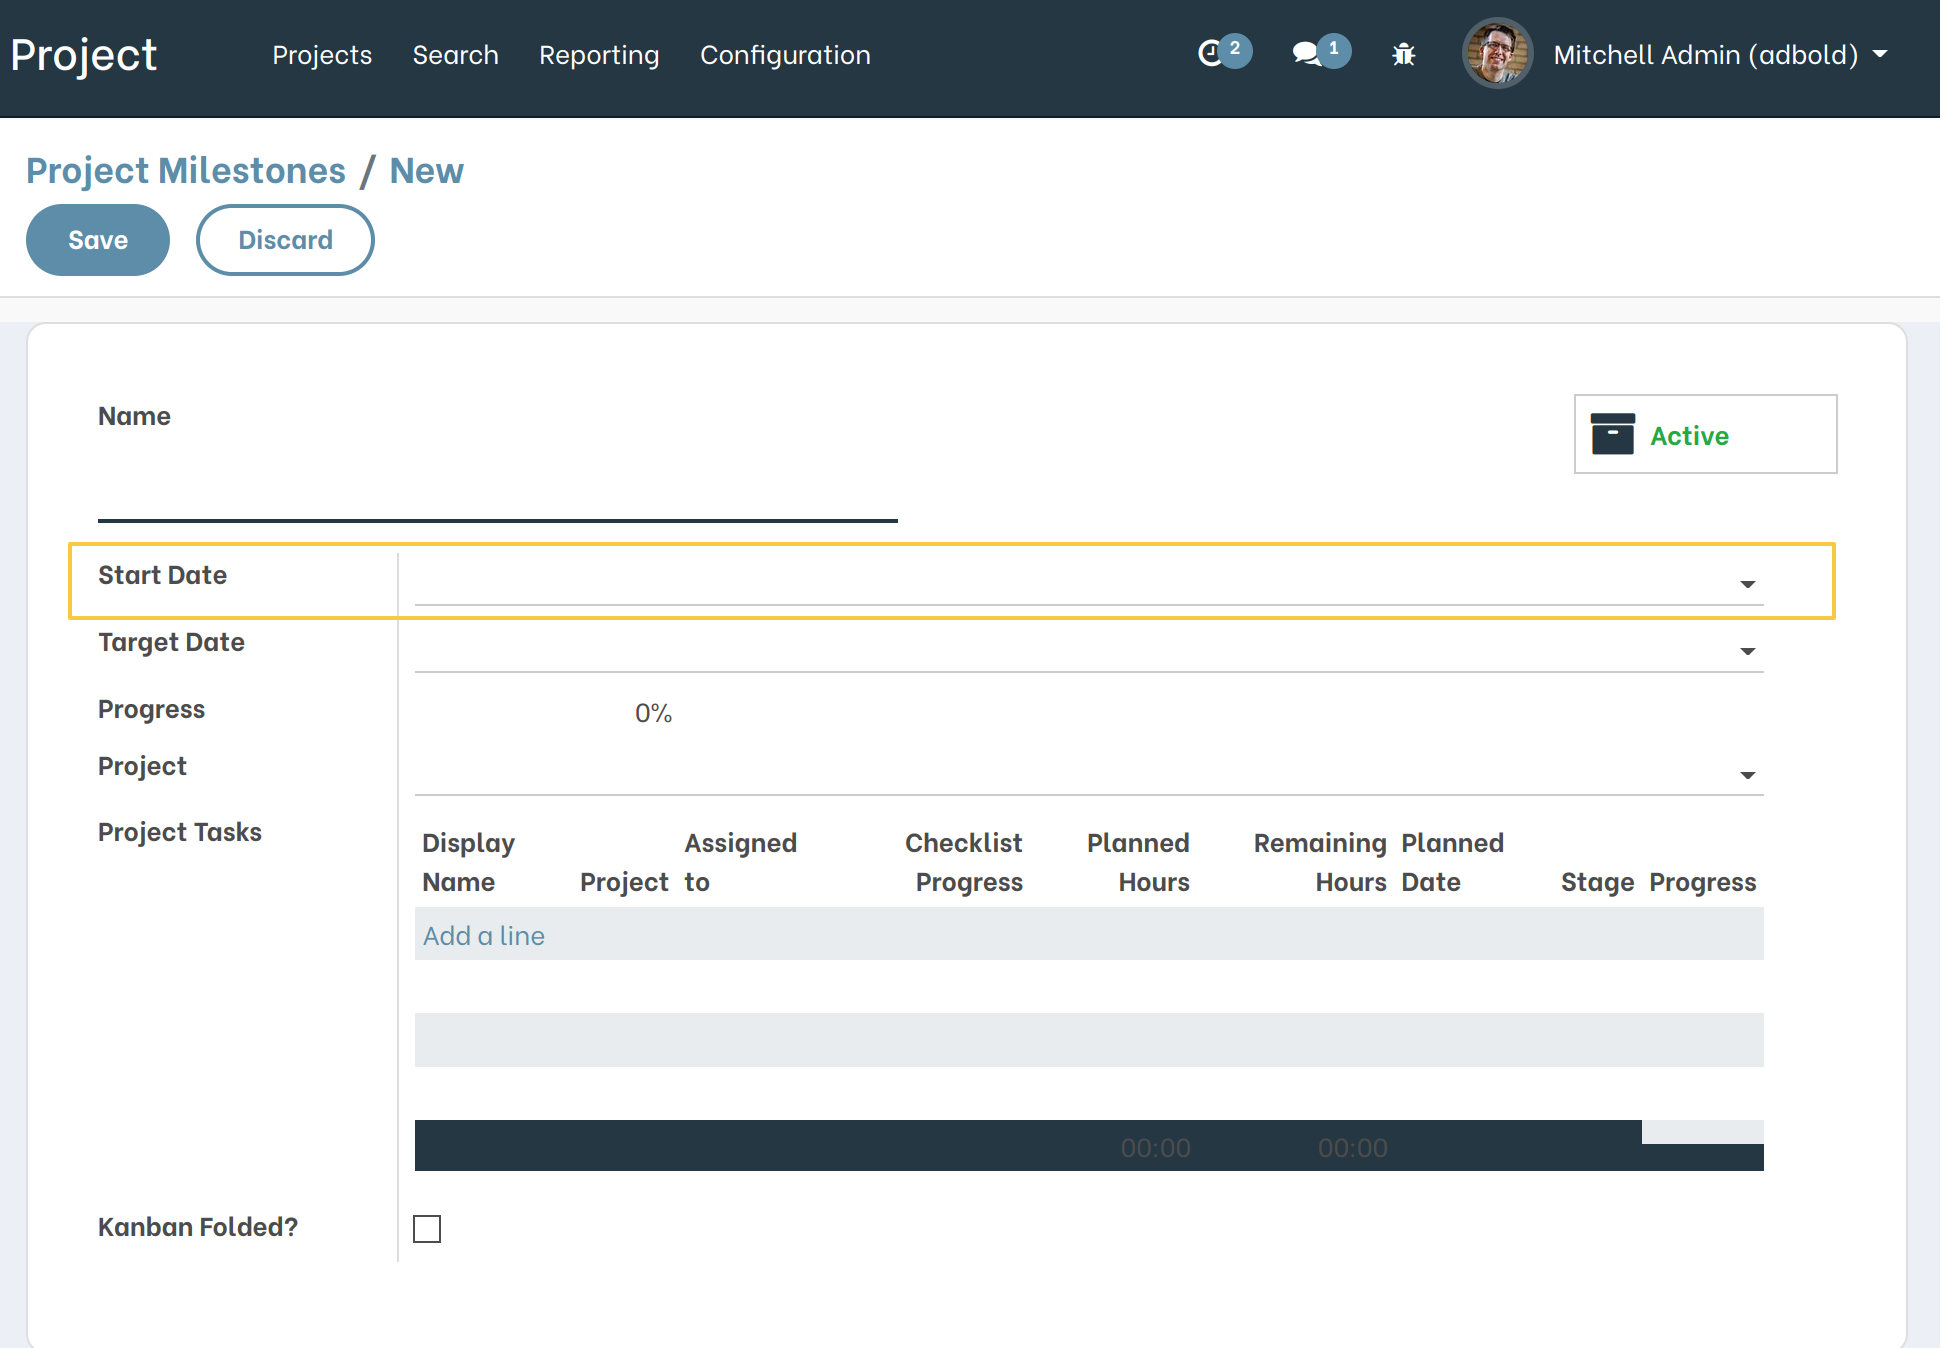 Project Projects Search Reporting Configuration 2 1 Mitchell Admin (adbold)
Project Milestones / New
Save Discard
Name
Active
Start Date
Target Date
Progress 0%
Project
Project Tasks
Display Name Project Assigned to Checklist Progress Planned Hours Remaining Hours Planned Date Stage Progress
Add a line
00:00 00:00
Kanban Folded?